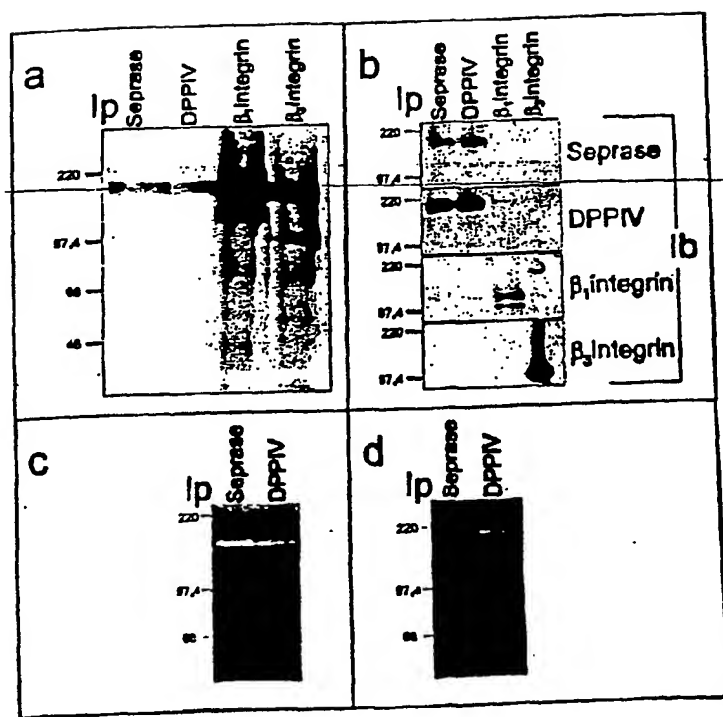 a
Ip
Seprase
DPPIV
β₁Integrin
β₃Integrin
220
97,4
66
46
b
Ip
Seprase
DPPIV
β₁Integrin
β₃Integrin
220
97.4
Seprase
220
97.4
DPPIV
220
97.4
β₁integrin
220
97.4
β₃Integrin
Ib
c
Ip
Seprase
DPPIV
220
97,4
66
d
Ip
Seprase
DPPIV
220
97,4
66